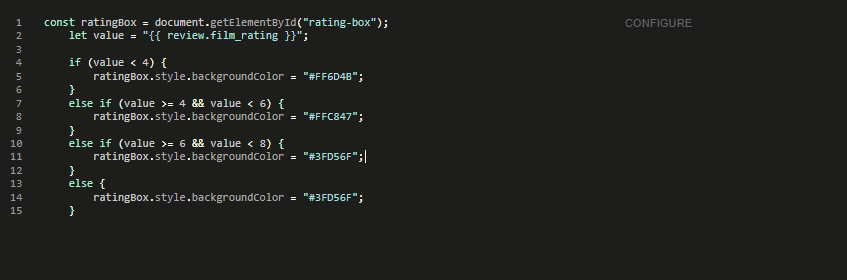 1 const ratingBox = document.getElementById("rating-box"); CONFIGURE
2 let value = "{{ review.film_rating }}";
3
4 if (value < 4) {
5 ratingBox.style.backgroundColor = "#FF6D4B";
6 }
7 else if (value >= 4 && value < 6) {
8 ratingBox.style.backgroundColor = "#FFC847";
9 }
10 else if (value >= 6 && value < 8) {
11 ratingBox.style.backgroundColor = "#3FD56F";
12 }
13 else {
14 ratingBox.style.backgroundColor = "#3FD56F";
15 }